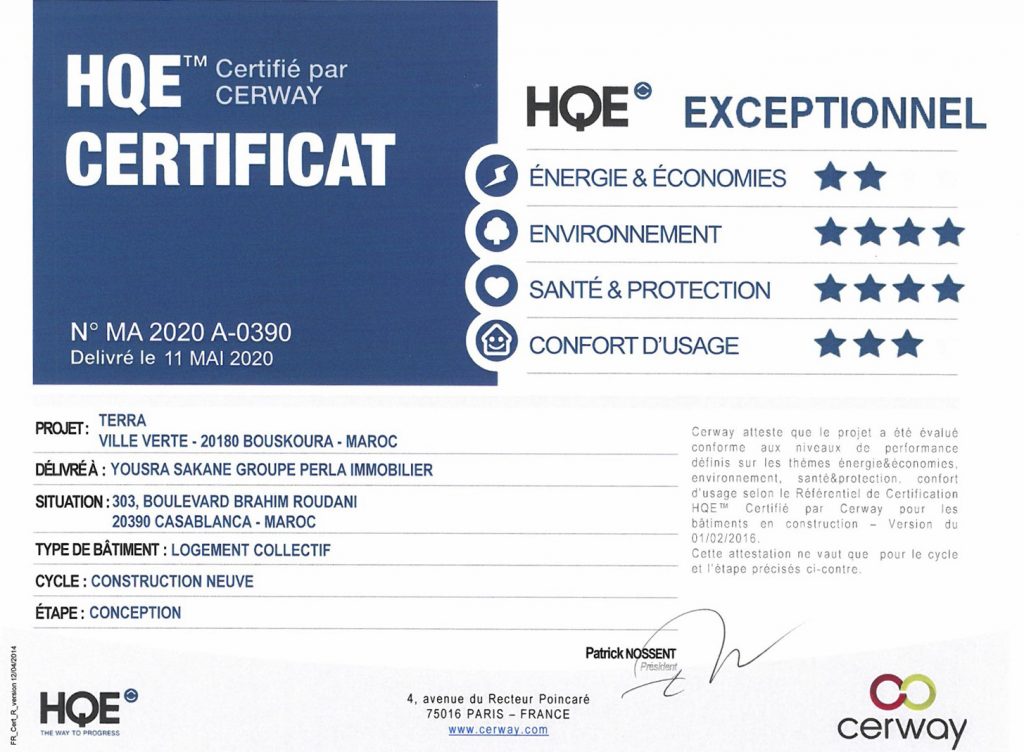 HQE™ Certifié par
CERWAY
CERTIFICAT
N° MA 2020 A-0390
Delivré le 11 MAI 2020
HQE EXCEPTIONNEL
ÉNERGIE & ÉCONOMIES
ENVIRONNEMENT
SANTÉ & PROTECTION
CONFORT D'USAGE
PROJET : TERRA
VILLE VERTE - 20180 BOUSKOURA - MAROC
DÉLIVRÉ À : YOUSRA SAKANE GROUPE PERLA IMMOBILIER
SITUATION : 303, BOULEVARD BRAHIM ROUDANI
20390 CASABLANCA - MAROC
TYPE DE BÂTIMENT : LOGEMENT COLLECTIF
CYCLE : CONSTRUCTION NEUVE
ÉTAPE : CONCEPTION
Cerway atteste que le projet a été évalué
conforme aux niveaux de performance
définis sur les thèmes énergie&économies,
environnement, santé&protection, confort
d'usage selon le Référentiel de Certification
HQE™ Certifié par Cerway pour les
bâtiments en construction – Version du
01/02/2016.
Cette attestation ne vaut que pour le cycle
et l'étape précisés ci-contre.
Patrick NOSSENT
Président
FR_Cert_R_version 12/04/2014
HQE
THE WAY TO PROGRESS
4, avenue du Recteur Poincaré
75016 PARIS – FRANCE
www.cerway.com
cerway